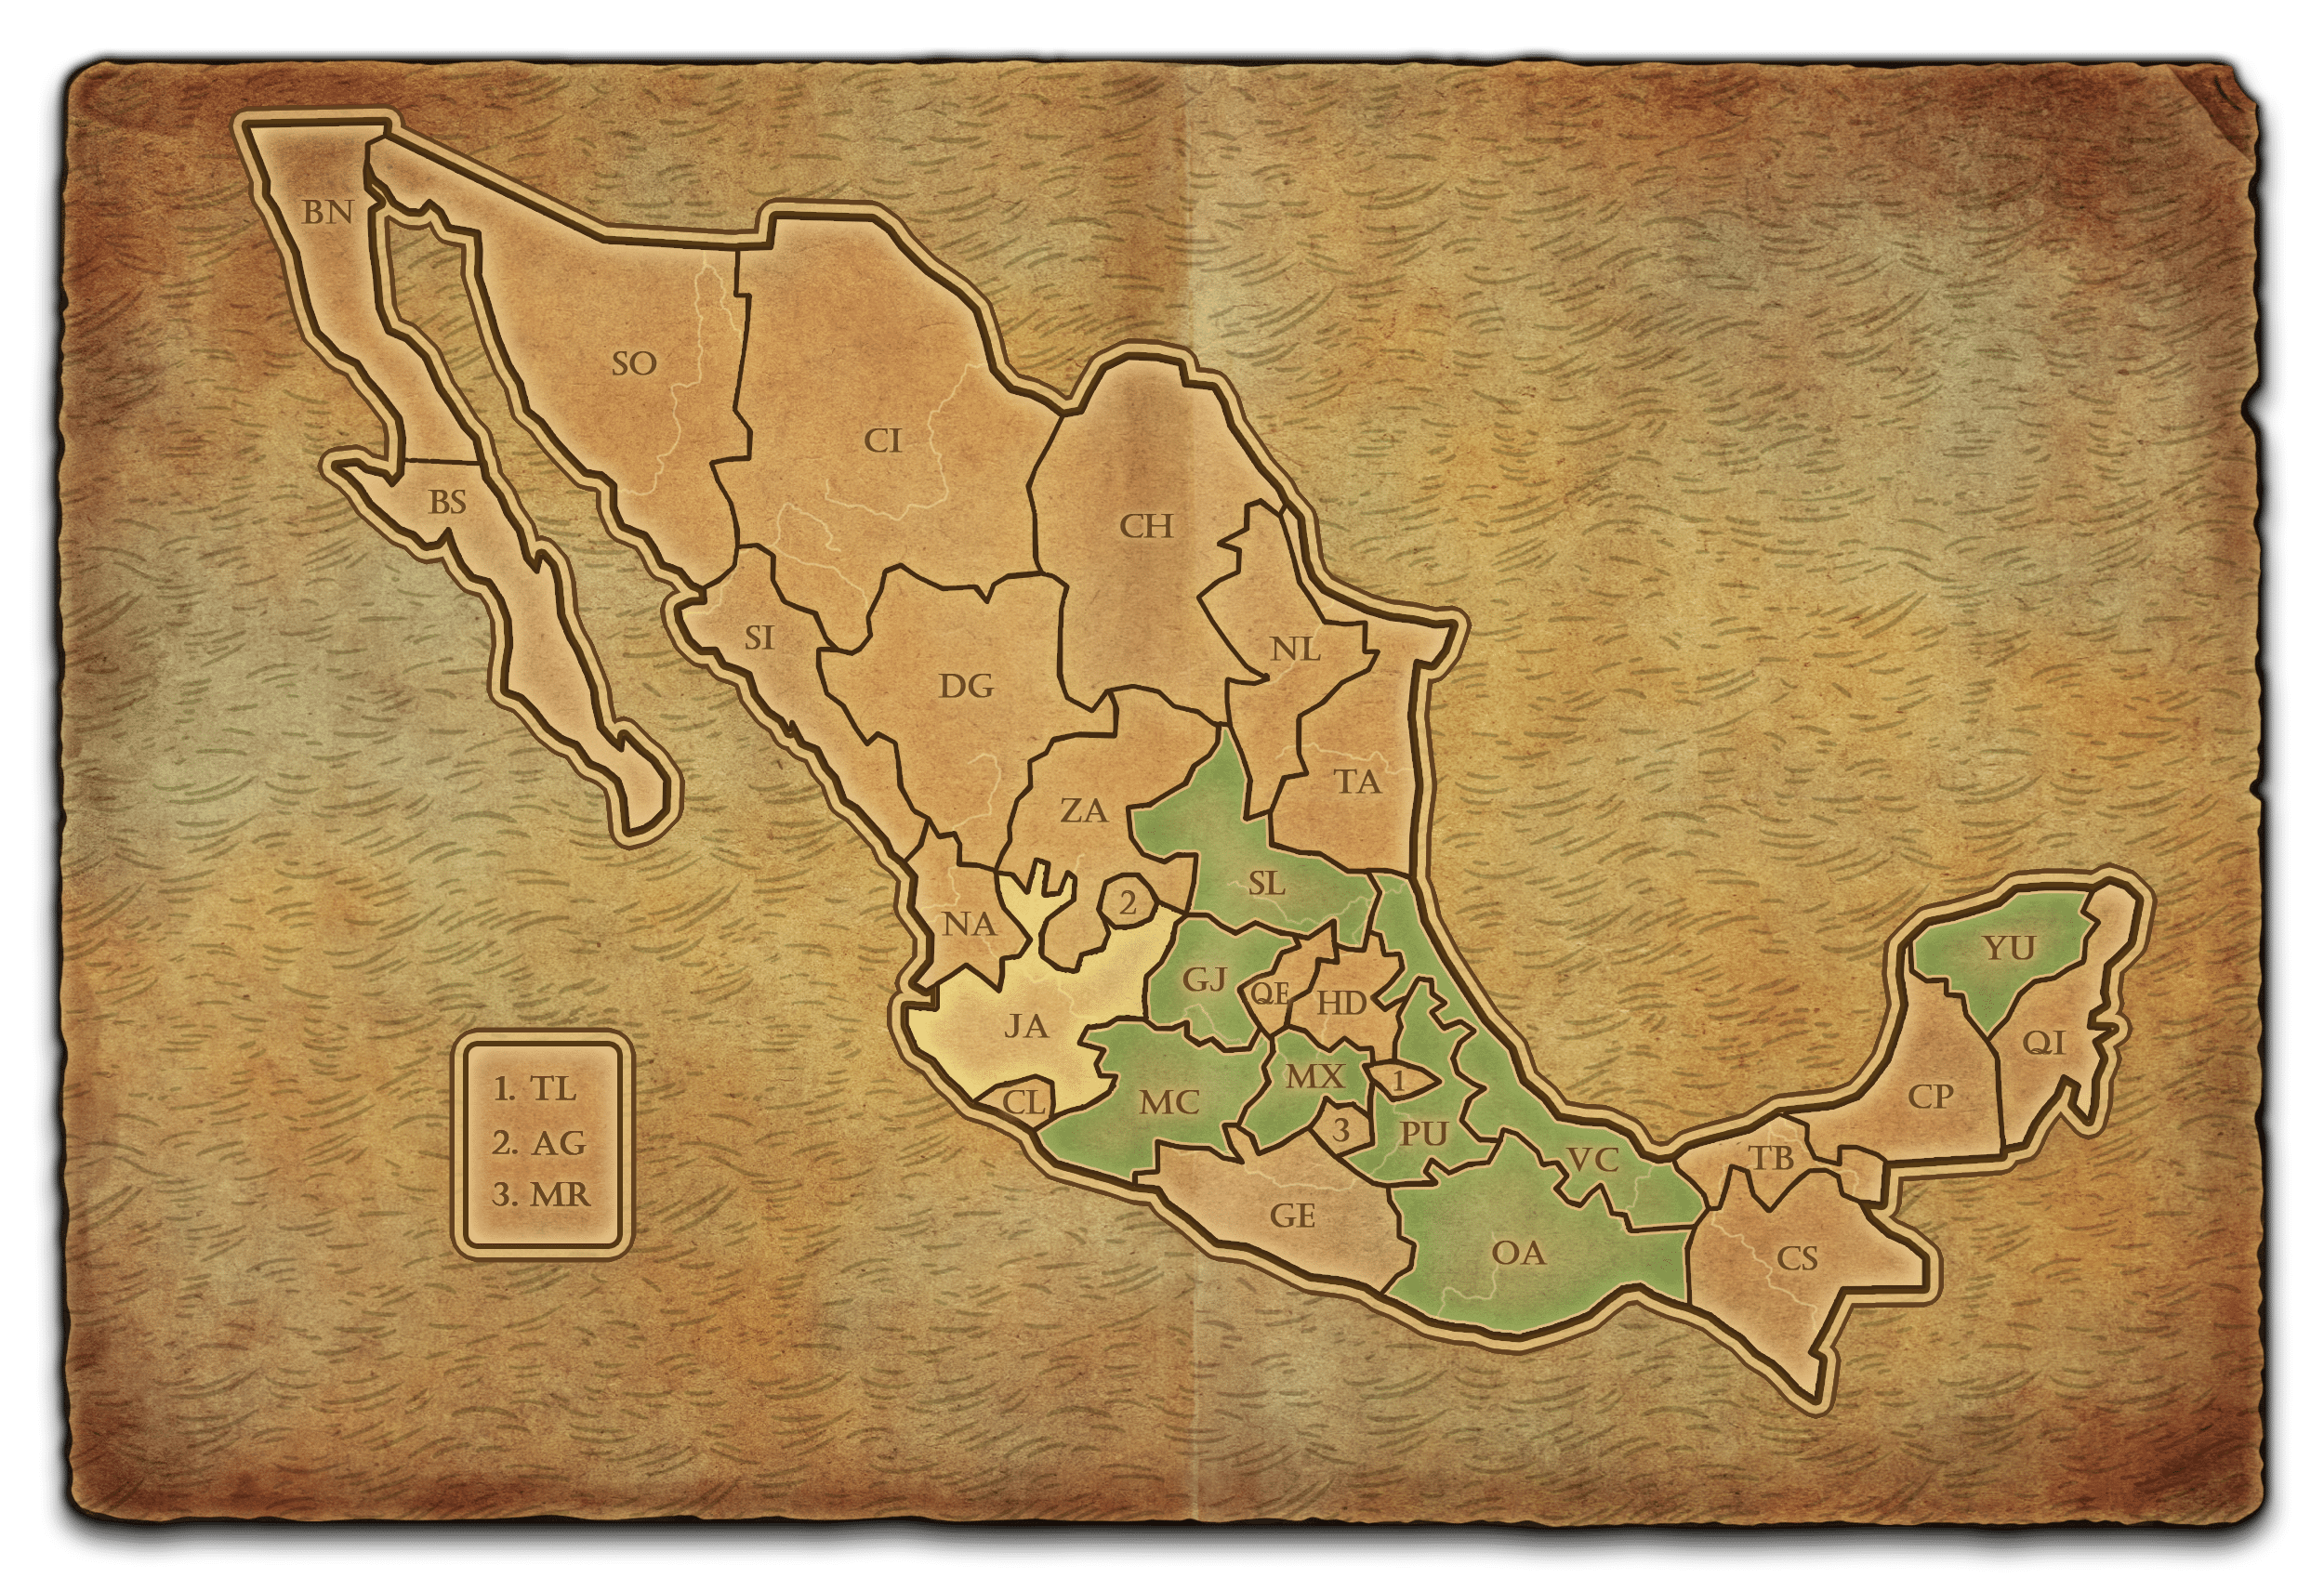 BN
SO
CI
BS
CH
SI
NL
DG
TA
ZA
SL
2
NA
GJ
QE
HD
YU
JA
QI
MX
1
CL
MC
3
PU
CP
VC
TB
GE
OA
CS
1. TL
2. AG
3. MR